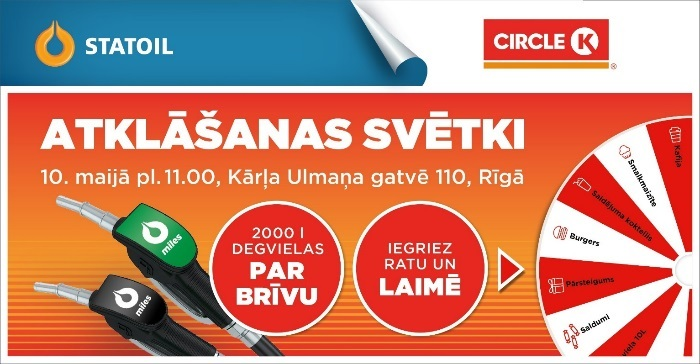 STATOIL
CIRCLE K
ATKLĀŠANAS SVĒTKI
10. maijā pl. 11.00, Kārļa Ulmaņa gatvē 110, Rīgā
2000 l
DEGVIELAS
PAR
BRĪVU
IEGRIEZ
RATU UN
LAIMĒ
miles
miles
Kafija
Smalkmaizīte
Saldējuma kokteilis
Burgers
Pārsteigums
Saldumi
10L